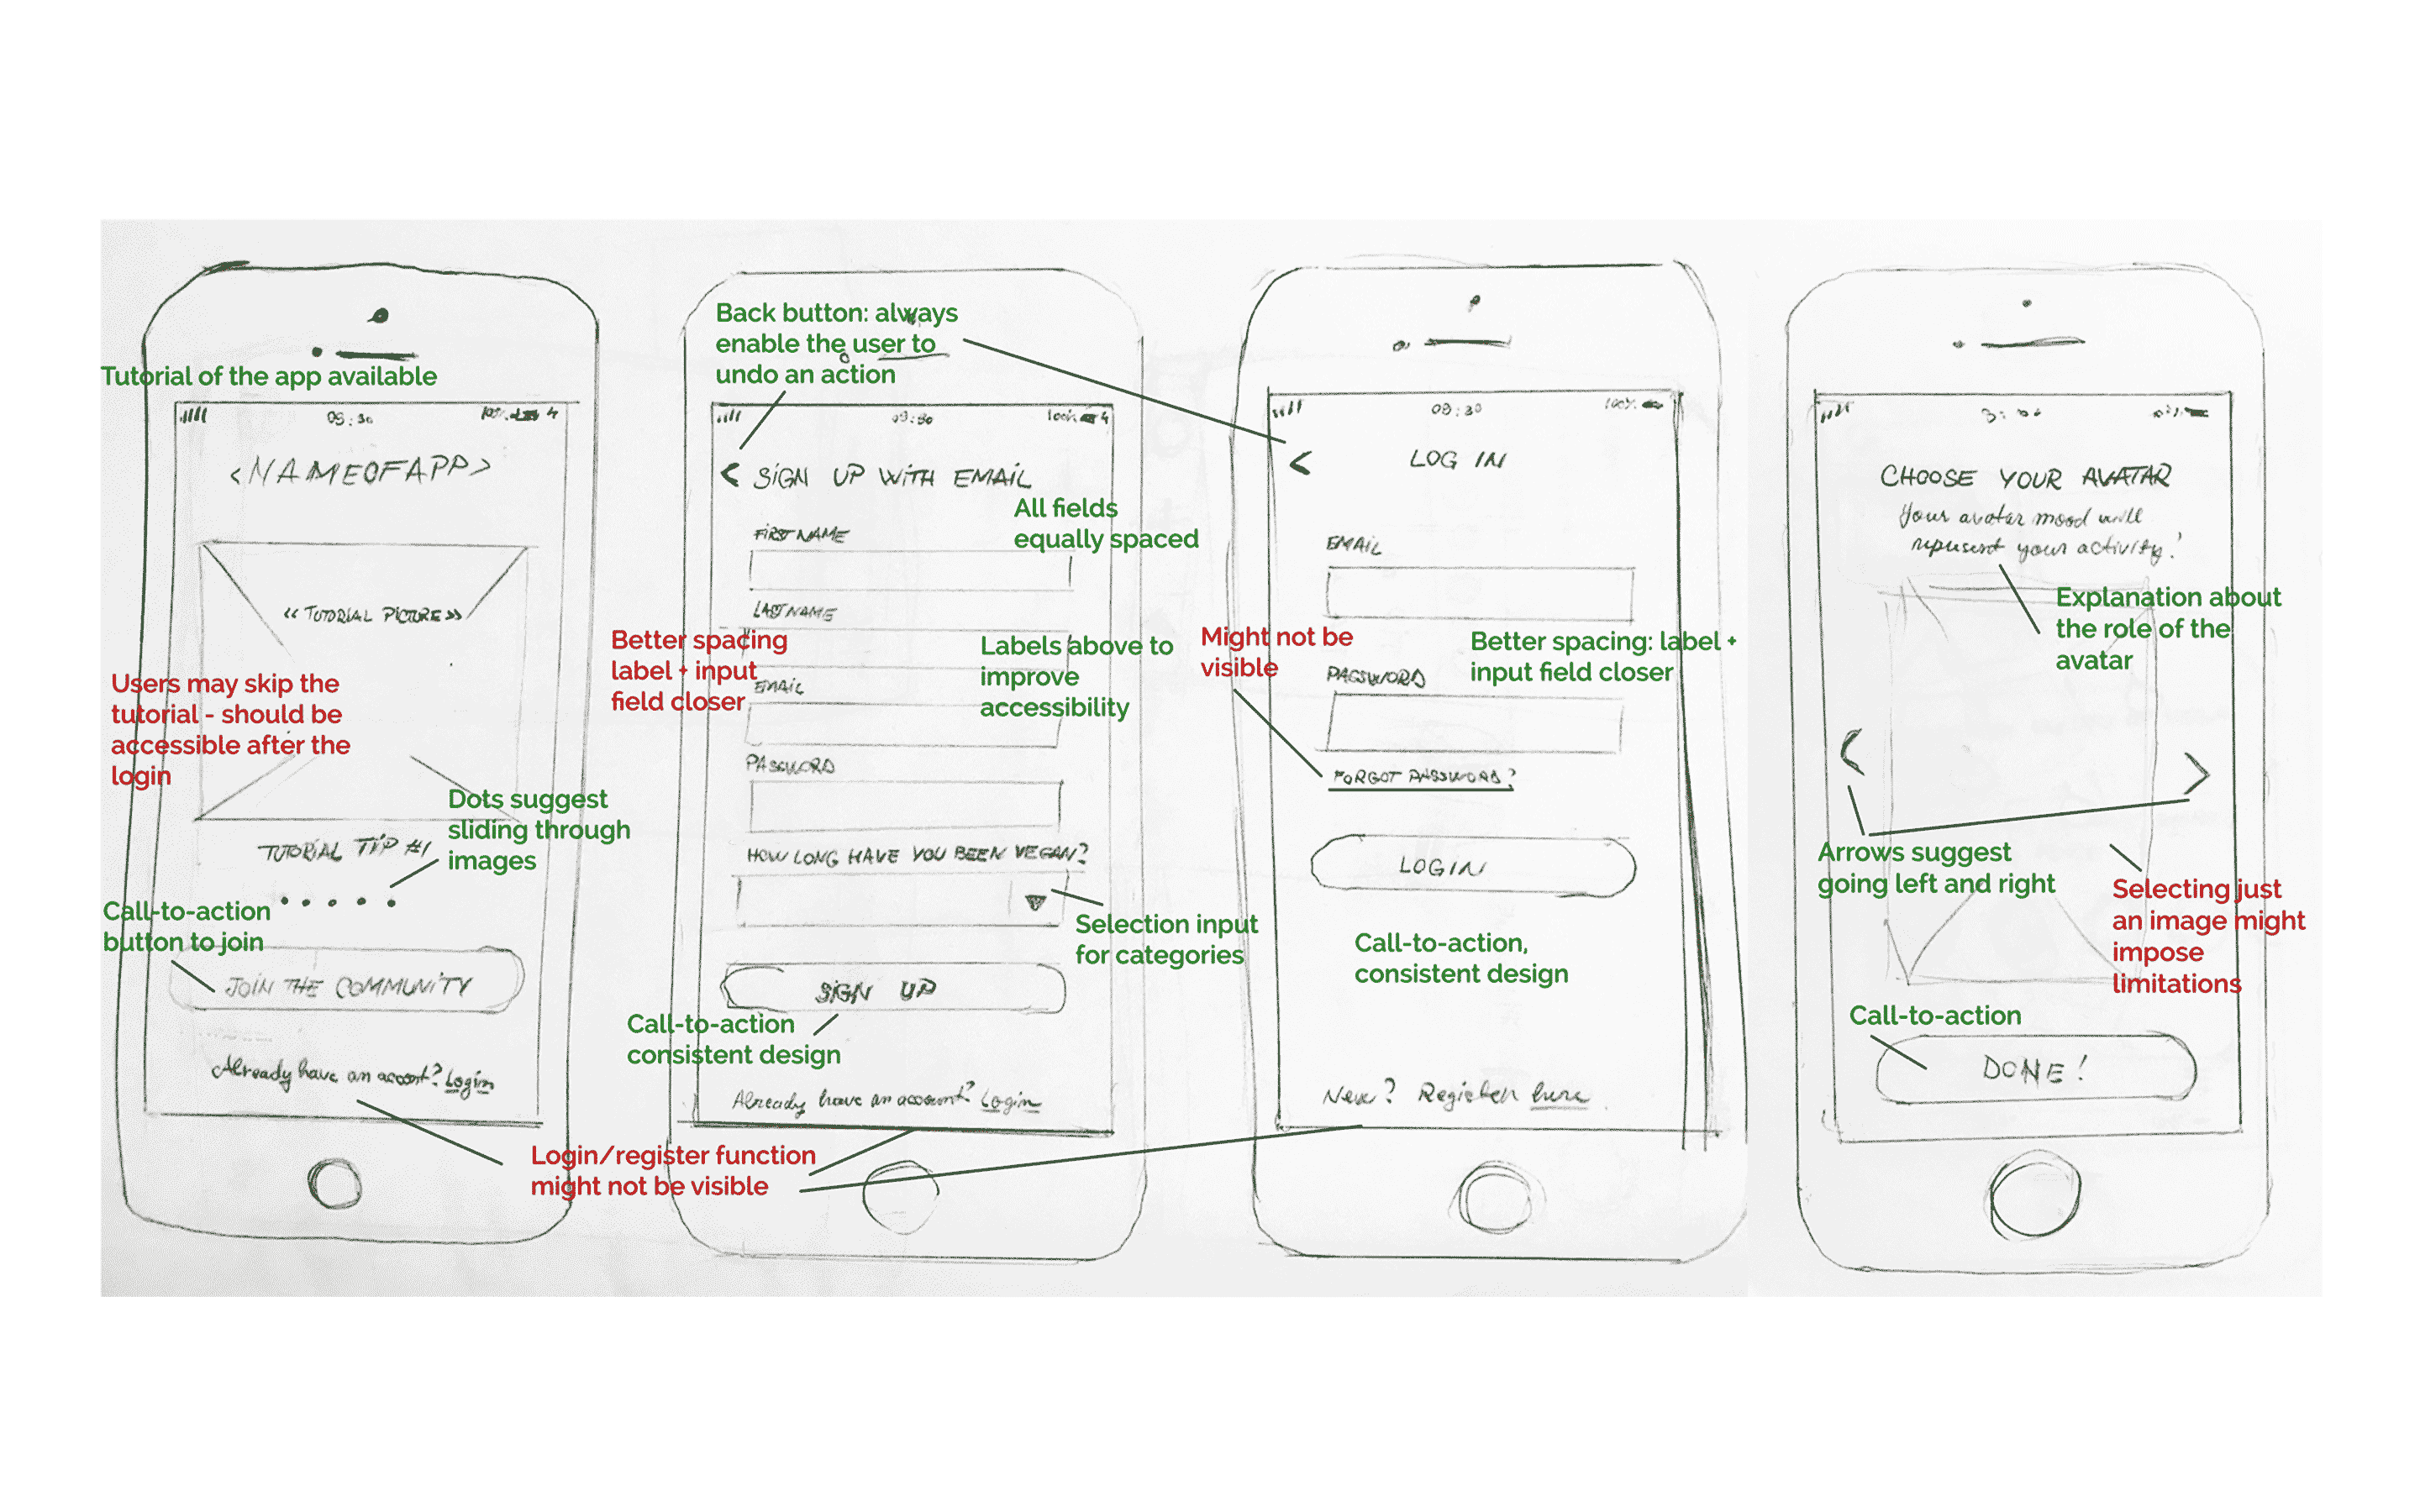 Tutorial of the app available
09:30
<NAMEOFAPP>
<< TUTORIAL PICTURE >>
Users may skip the
tutorial - should be
accessible after the
login
TUTORIAL TIP #1
Dots suggest
sliding through
images
Call-to-action
button to join
JOIN THE COMMUNITY
Already have an accont? Login
Login/register function
might not be visible
Back button: always
enable the user to
undo an action
09:30
100%
< SIGN UP WITH EMAIL
All fields
equally spaced
FIRST NAME
LAST NAME
Better spacing
label + input
field closer
Labels above to
improve
accessibility
EMAIL
PASSWORD
HOW LONG HAVE YOU BEEN VEGAN?
Selection input
for categories
SIGN UP
Call-to-action
consistent design
Already have an account? Login
09:30
100%
< LOG IN
EMAIL
Might not be
visible
Better spacing: label +
input field closer
PASSWORD
FORGOT PASSWORD?
LOGIN
Call-to-action,
consistent design
New? Register here
CHOOSE YOUR AVATAR
Your avatar mood will
represent your activity!
Explanation about
the role of the
avatar
< >
Arrows suggest
going left and right
Selecting just
an image might
impose
limitations
Call-to-action
DONE!